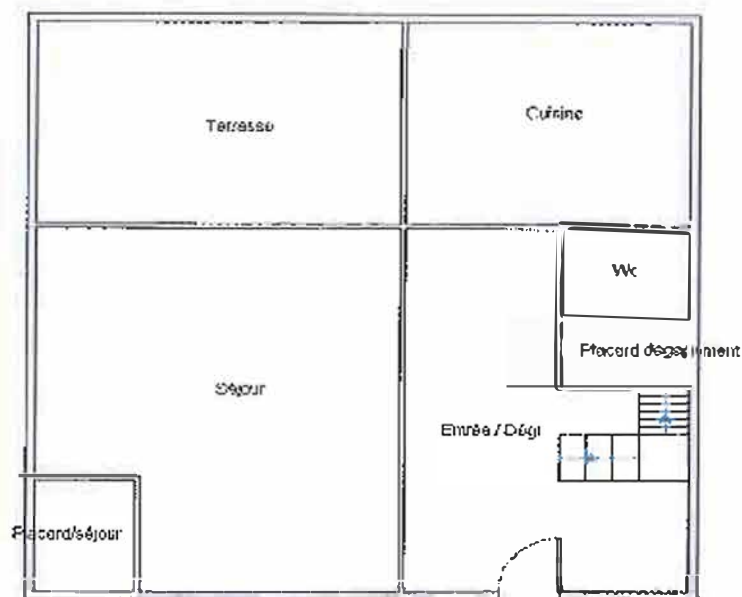 Terrasse
Cuisine
Wc
Placard dégagement
Séjour
Entrée / Dégt
Placard/séjour